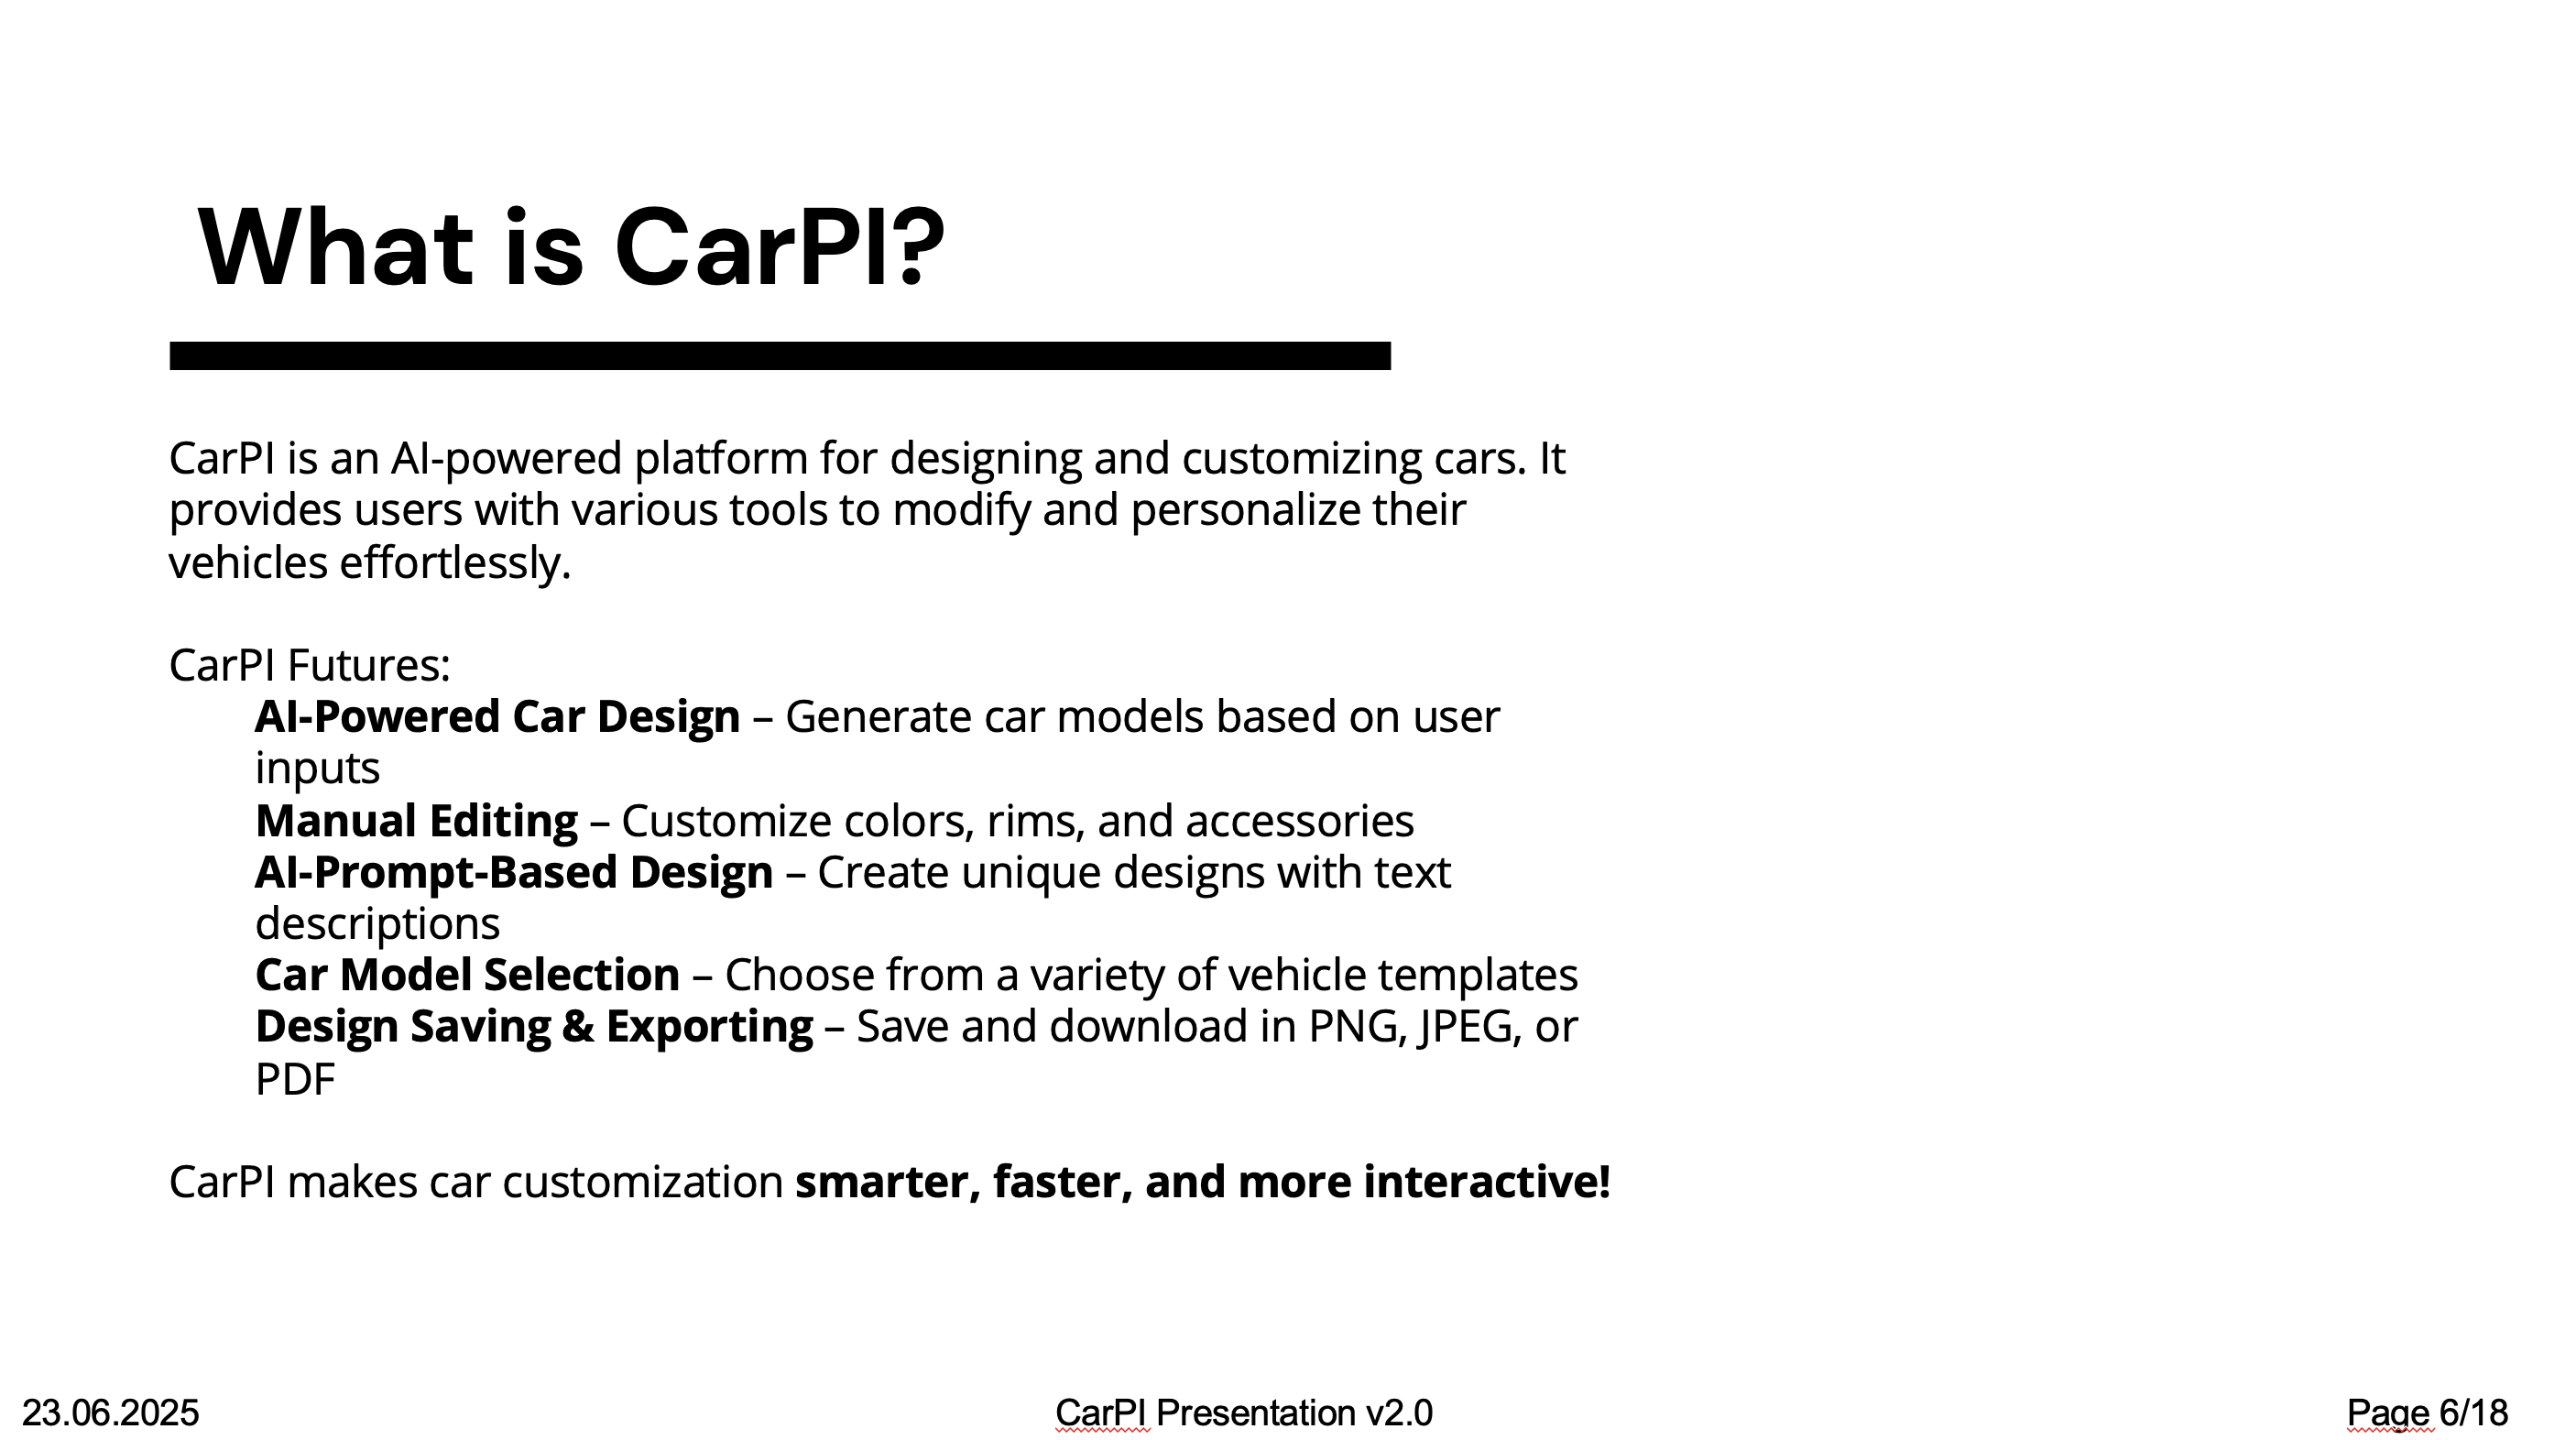 What is CarPI?
CarPI is an AI-powered platform for designing and customizing cars. It
provides users with various tools to modify and personalize their
vehicles effortlessly.
CarPI Futures:
AI-Powered Car Design – Generate car models based on user
inputs
Manual Editing – Customize colors, rims, and accessories
AI-Prompt-Based Design – Create unique designs with text
descriptions
Car Model Selection – Choose from a variety of vehicle templates
Design Saving & Exporting – Save and download in PNG, JPEG, or
PDF
CarPI makes car customization smarter, faster, and more interactive!
23.06.2025
CarPI Presentation v2.0
Page 6/18